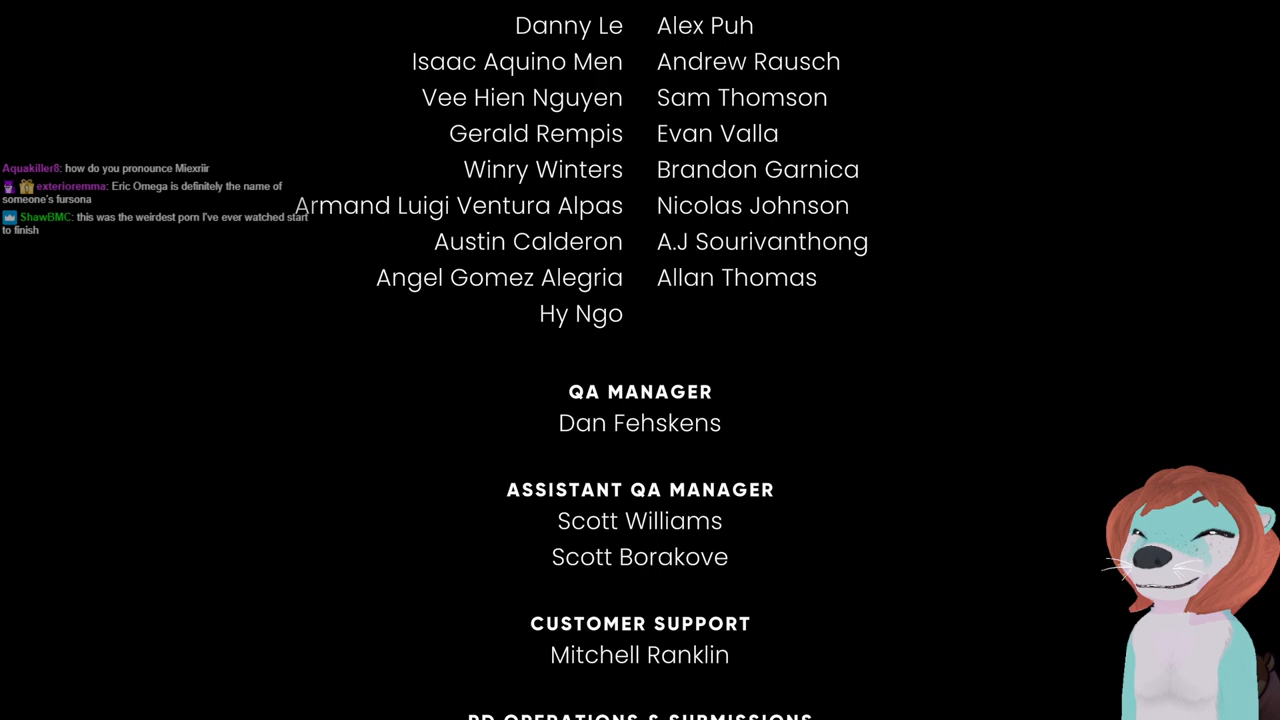 Danny Le Alex Puh
Isaac Aquino Men Andrew Rausch
Vee Hien Nguyen Sam Thomson
Gerald Rempis Evan Valla
Winry Winters Brandon Garnica
Armand Luigi Ventura Alpas Nicolas Johnson
Austin Calderon A.J Sourivanthong
Angel Gomez Alegria Allan Thomas
Hy Ngo
Aquakiller8: how do you pronounce Miexriir
exterioremma: Eric Omega is definitely the name of
someone's fursona
ShawBMC: this was the weirdest porn I've ever watched start
to finish
QA MANAGER
Dan Fehskens
ASSISTANT QA MANAGER
Scott Williams
Scott Borakove
CUSTOMER SUPPORT
Mitchell Ranklin
PD OPERATIONS & SUBMISSIONS